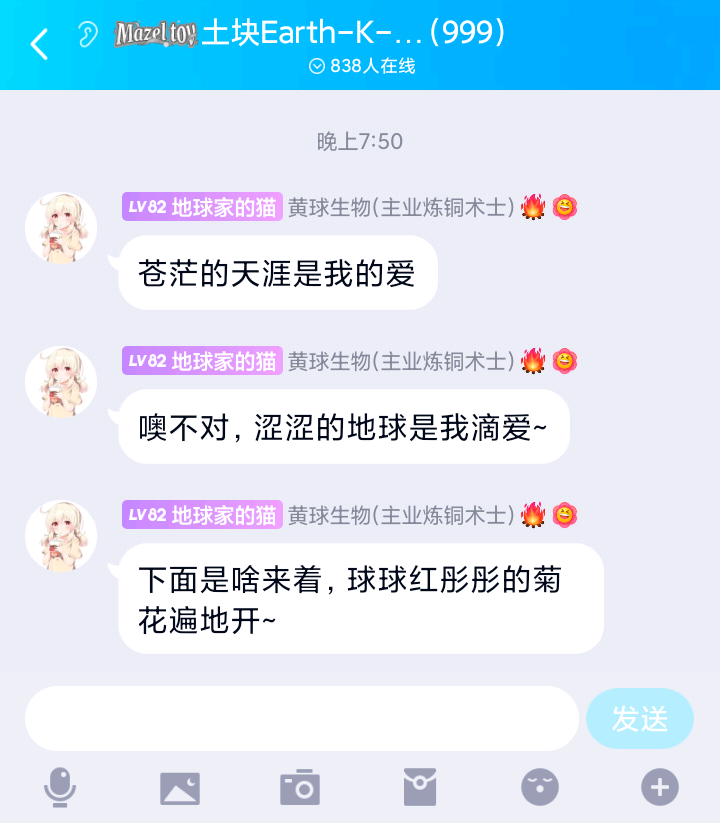 Mazel tov 土块Earth-K-...(999)
838人在线
晚上7:50
LV82 地球家的猫 黄球生物(主业炼铜术士)
苍茫的天涯是我的爱
LV82 地球家的猫 黄球生物(主业炼铜术士)
噢不对，涩涩的地球是我滴爱~
LV82 地球家的猫 黄球生物(主业炼铜术士)
下面是啥来着，球球红彤彤的菊
花遍地开~
发送